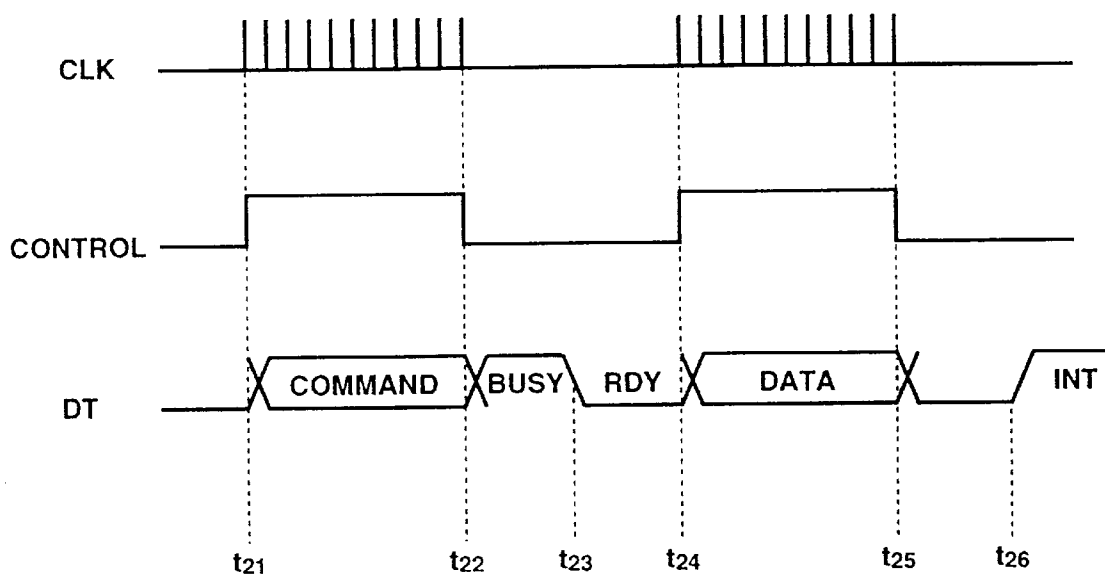 CLK
CONTROL
DT
COMMAND BUSY RDY DATA INT
t21 t22 t23 t24 t25 t26